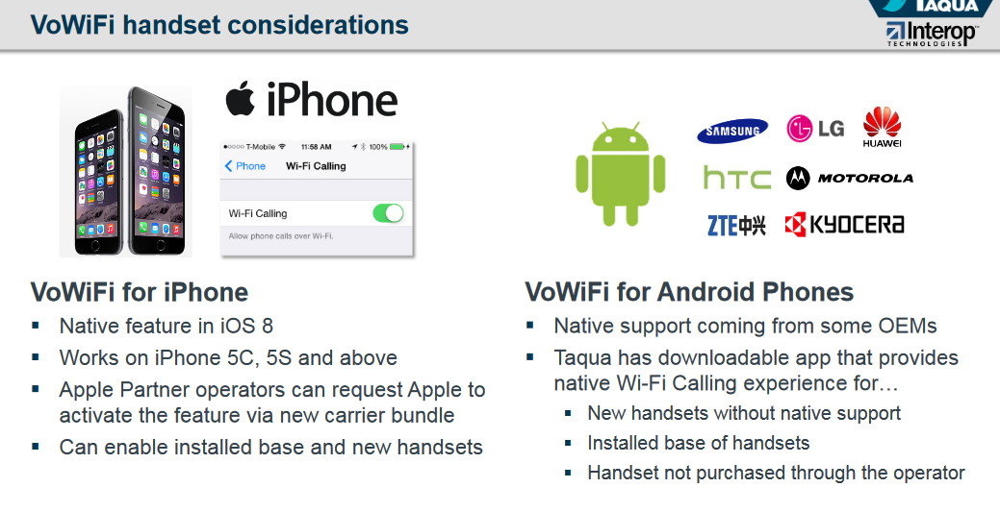 VoWiFi handset considerations
TAQUA
Interop
TECHNOLOGIES
iPhone
T-Mobile 11:58 AM 100%
Phone Wi-Fi Calling
Wi-Fi Calling
Allow phone calls over Wi-Fi.
SAMSUNG LG HUAWEI
hTC MOTOROLA
ZTE中兴 KYOCERA
VoWiFi for iPhone
▪ Native feature in iOS 8
▪ Works on iPhone 5C, 5S and above
▪ Apple Partner operators can request Apple to
activate the feature via new carrier bundle
▪ Can enable installed base and new handsets
VoWiFi for Android Phones
▪ Native support coming from some OEMs
▪ Taqua has downloadable app that provides
native Wi-Fi Calling experience for…
▪ New handsets without native support
▪ Installed base of handsets
▪ Handset not purchased through the operator